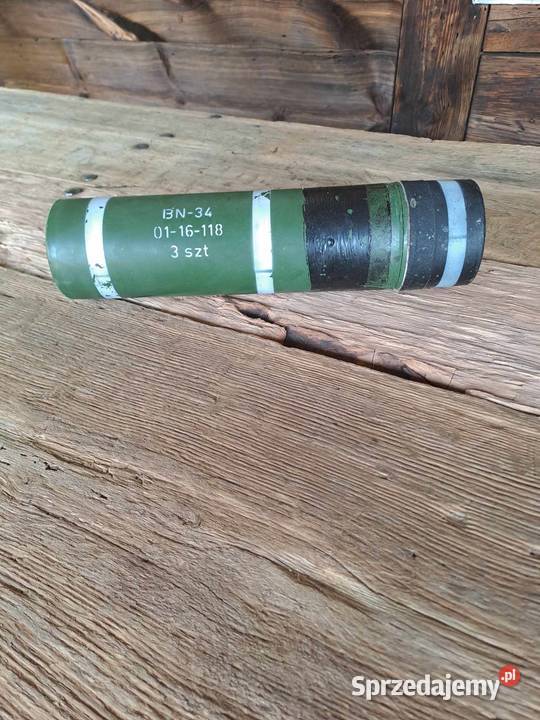 BN-34
01-16-118
3 szt
Sprzedajemy.pl